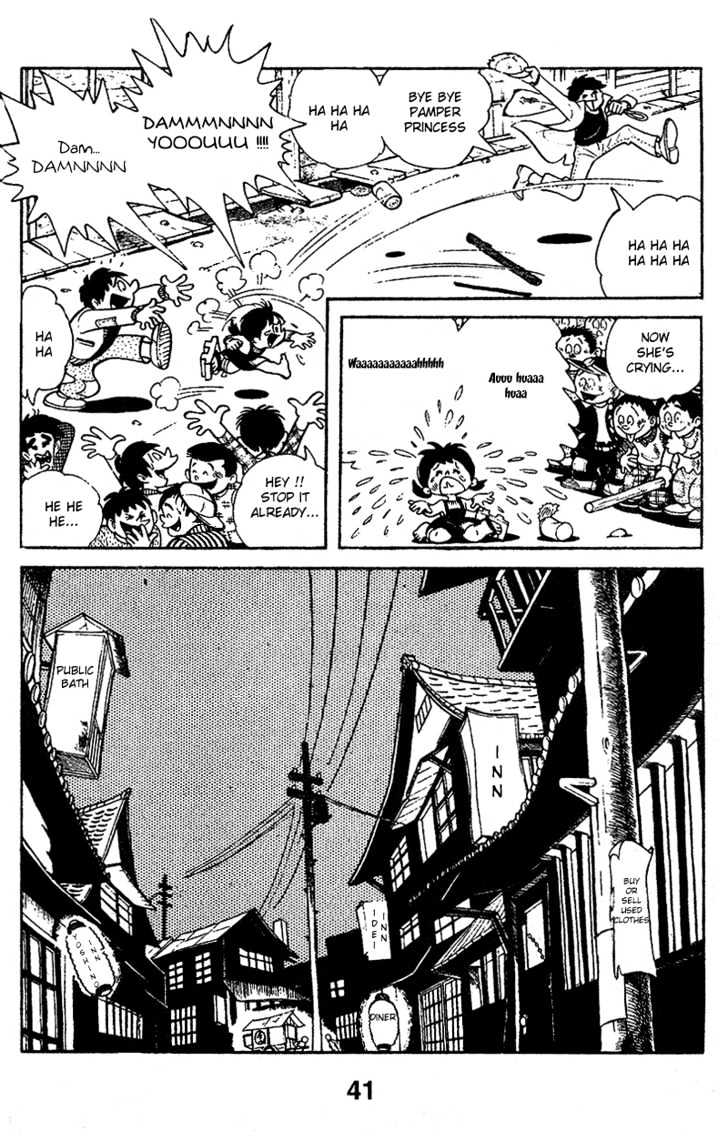 DAMMMNNNN
YOOOUUU !!!!
Dam...
DAMNNNN
HA HA HA
HA
BYE BYE
PAMPER
PRINCESS
HA HA HA
HA HA HA
HA
HA
HE HE
HE...
HEY !!
STOP IT
ALREADY...
NOW
SHE'S
CRYING...
Waaaaaaaaaaahhhhh
Auuu huaaa
huaa
PUBLIC
BATH
INN
BUY
OR
SELL
USED
CLOTHES
INN
IDEI
INN
YOSHINO
DINER
41